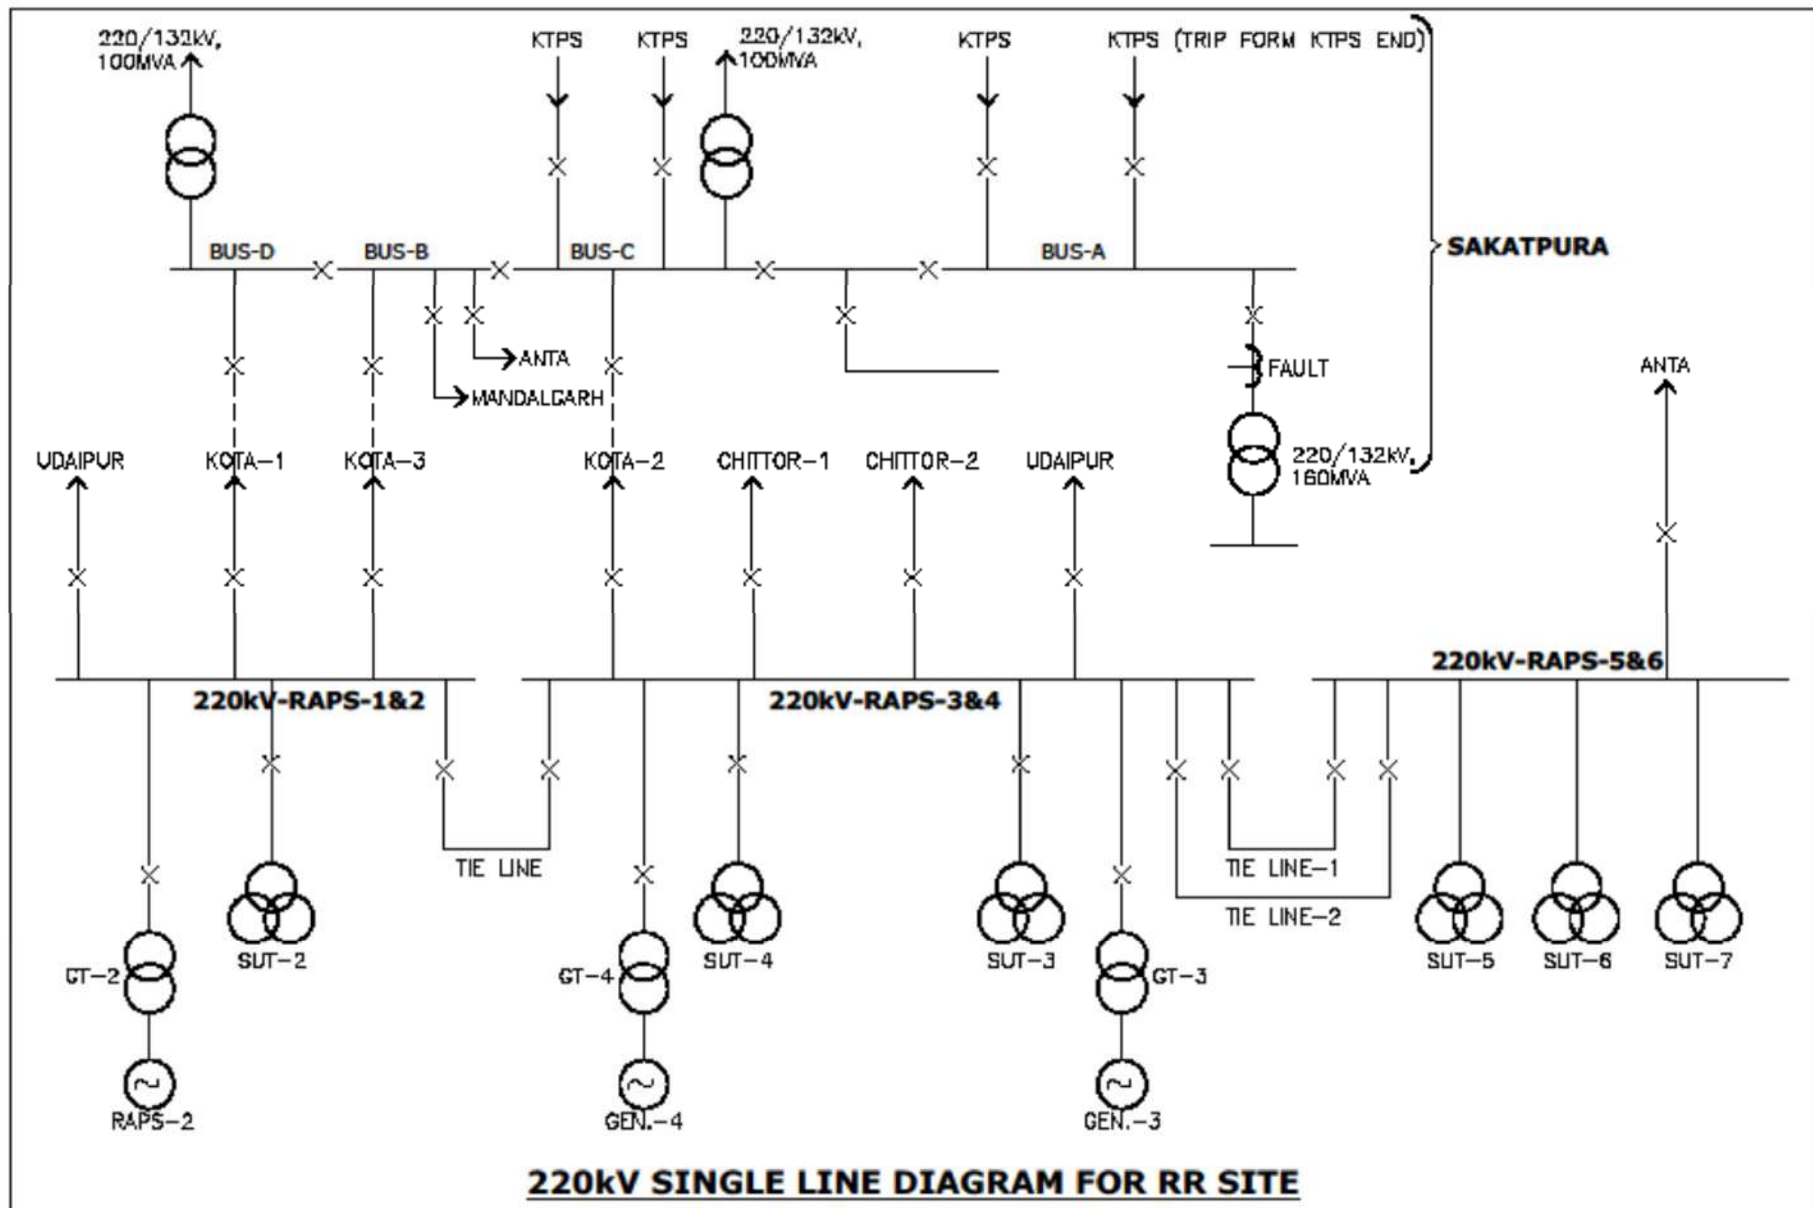 220/132kV,
100MVA
KTPS
KTPS
220/132kV,
100MVA
KTPS
KTPS (TRIP FORM KTPS END)
SAKATPURA
BUS-D
BUS-B
BUS-C
BUS-A
ANTA
MANDALGARH
FAULT
ANTA
UDAIPUR
KOTA-1
KOTA-3
KOTA-2
CHITTOR-1
CHITTOR-2
UDAIPUR
220/132kV,
160MVA
220kV-RAPS-5&6
220kV-RAPS-1&2
220kV-RAPS-3&4
TIE LINE
TIE LINE-1
TIE LINE-2
GT-2
SUT-2
GT-4
SUT-4
SUT-3
GT-3
SUT-5
SUT-6
SUT-7
RAPS-2
GEN.-4
GEN.-3
220kV SINGLE LINE DIAGRAM FOR RR SITE